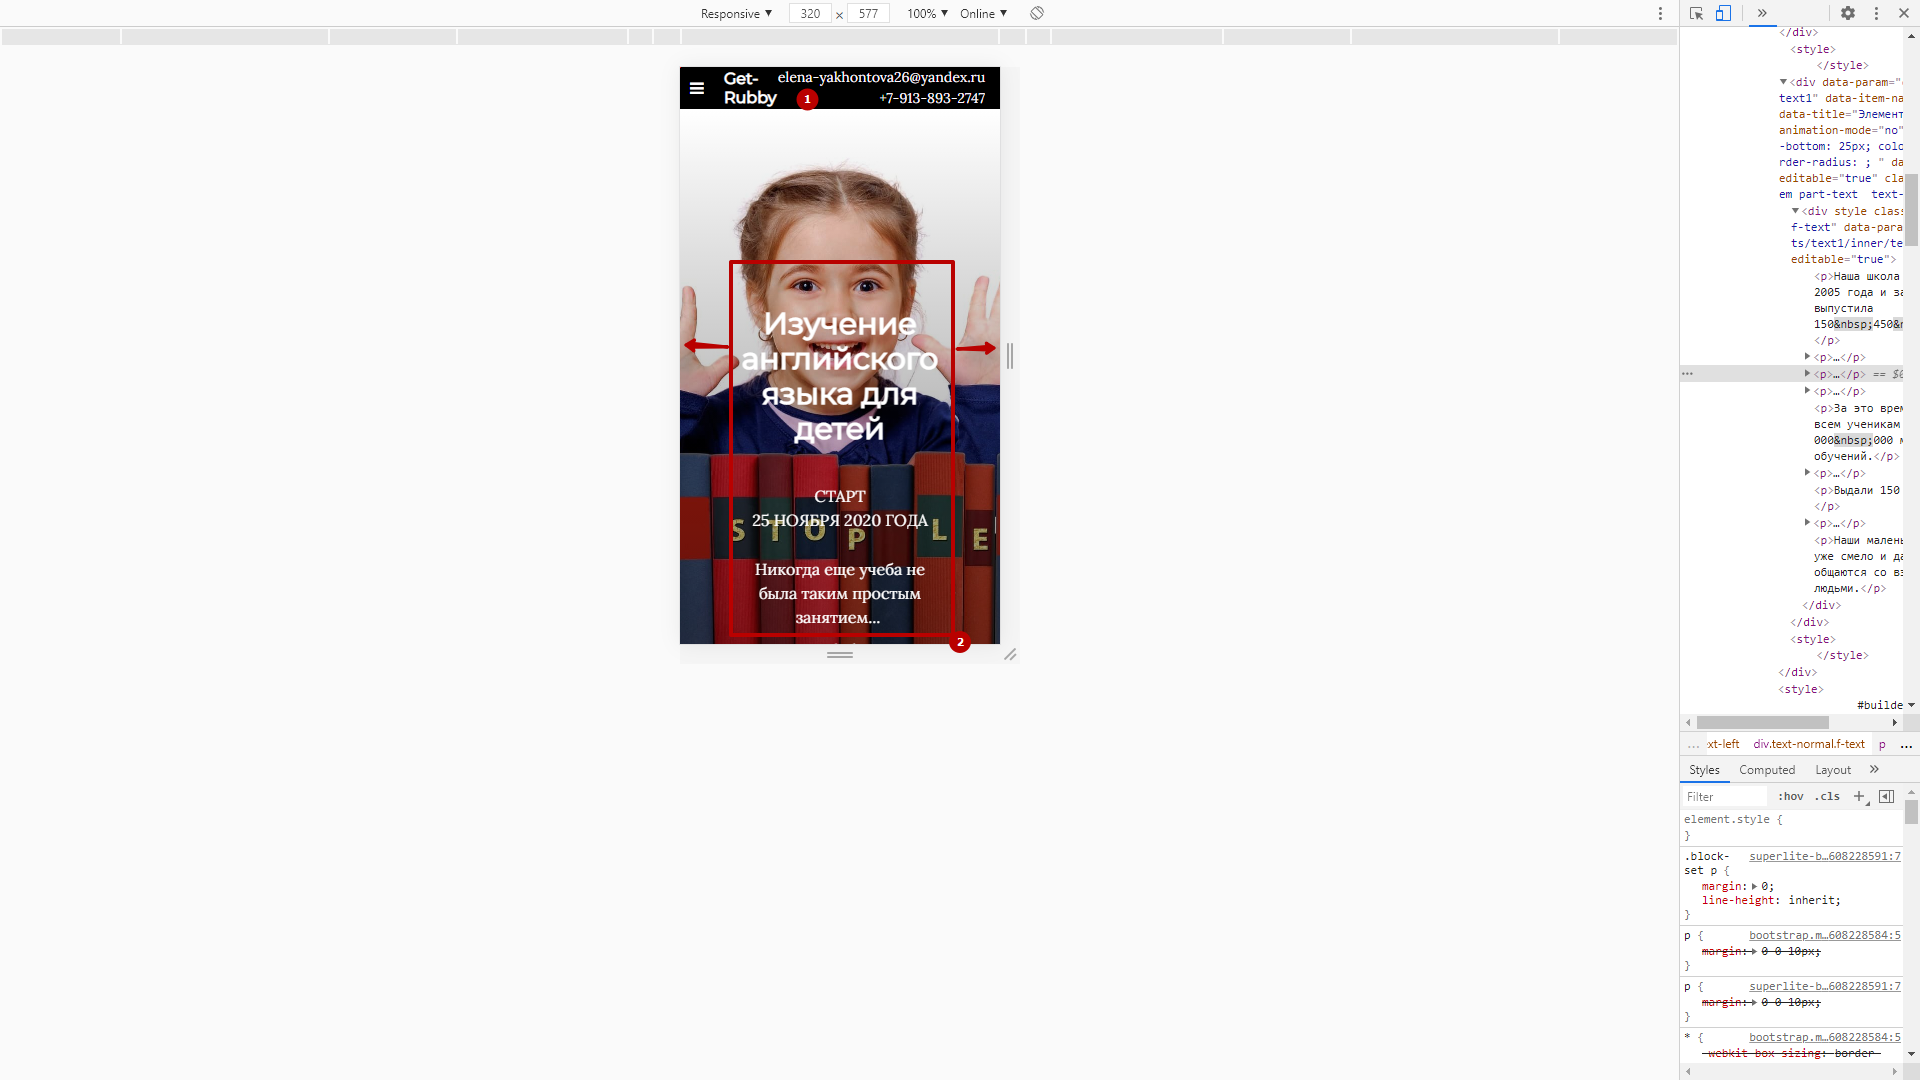 Responsive ▼ 320 × 577 100% ▼ Online ▼
Get-
Rubby
elena-yakhontova26@yandex.ru
+7-913-893-2747
1
Изучение
английского
языка для
детей
СТАРТ
25 НОЯБРЯ 2020 ГОДА
STOP LE
Никогда еще учеба не
была таким простым
занятием...
2
</div>
<style>
</style>
▼<div data-param="
text1" data-item-na
data-title="Элемент
animation-mode="no"
-bottom: 25px; colo
rder-radius: ; " da
editable="true" cla
em part-text text-
▼<div style clas
f-text" data-para
ts/text1/inner/te
editable="true">
<p>Наша школа
2005 года и за
выпустила
150&nbsp;450&
</p>
▶<p>…</p>
… ▶<p>…</p> == $0
▶<p>…</p>
<p>За это врем
всем ученикам
000&nbsp;000 м
обучений.</p>
▶<p>…</p>
<p>Выдали 150
</p>
▶<p>…</p>
<p>Наши малень
уже смело и да
общаются со вз
людьми.</p>
</div>
</div>
<style>
</style>
</div>
<style>
#builde
… xt-left div.text-normal.f-text p …
Styles Computed Layout »
Filter :hov .cls +
element.style {
}
.block- superlite-b…608228591:7
set p {
margin: ▶ 0;
line-height: inherit;
}
p { bootstrap.m…608228584:5
margin: ▶ 0 0 10px;
}
p { superlite-b…608228591:7
margin: ▶ 0 0 10px;
}
* { bootstrap.m…608228584:5
-webkit-box-sizing: border-